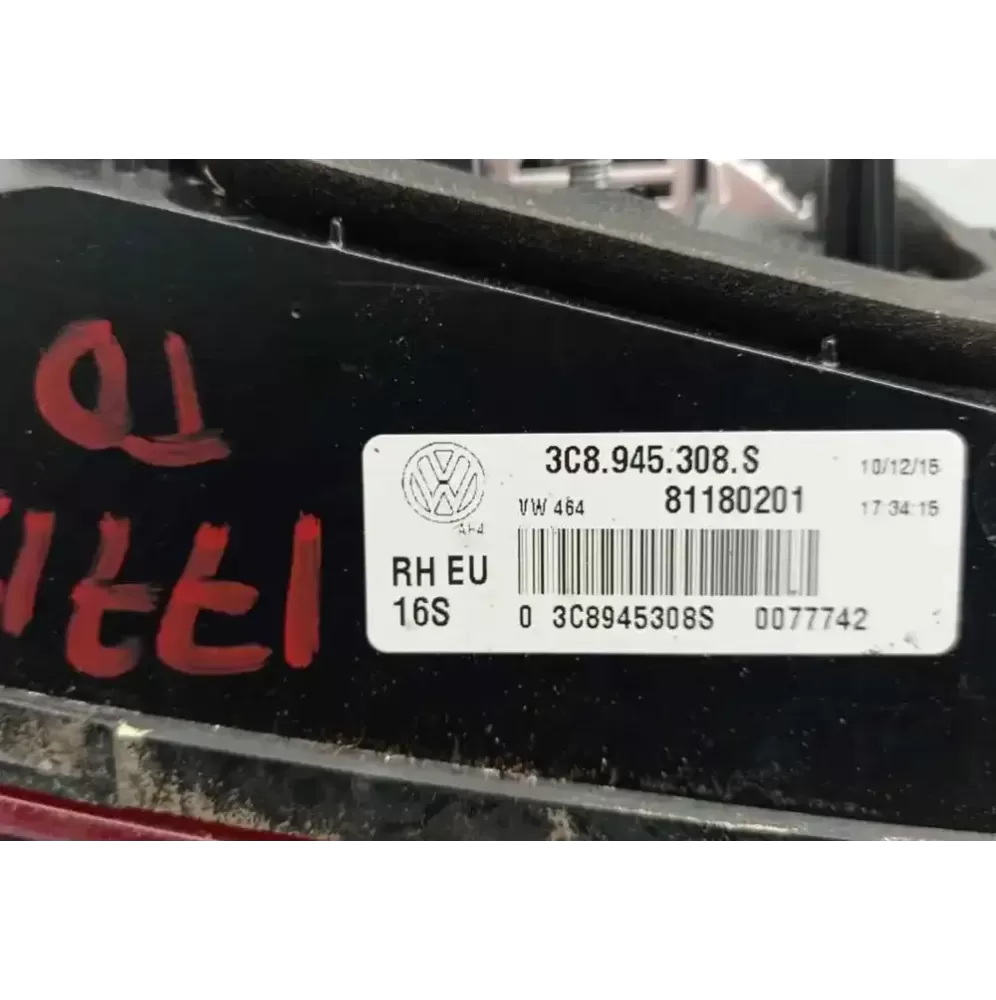 3C8.945.308.S
10/12/15
VW 464
81180201
17:34:15
RH EU
16S
0 3C8945308S 0077742